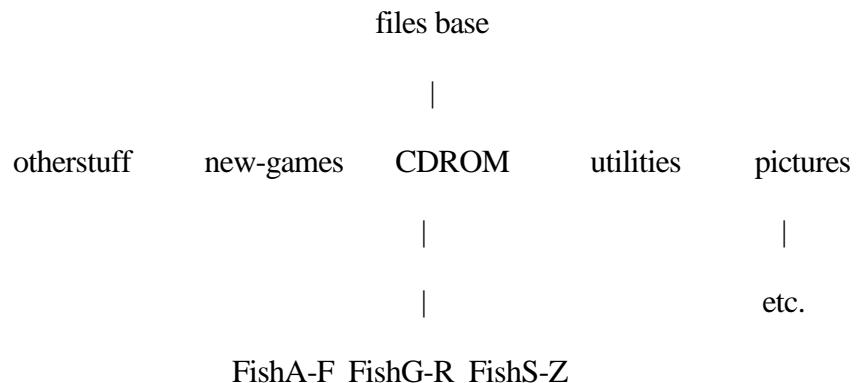 files base
|
otherstuff new-games CDROM utilities pictures
| |
| etc.
FishA-F FishG-R FishS-Z